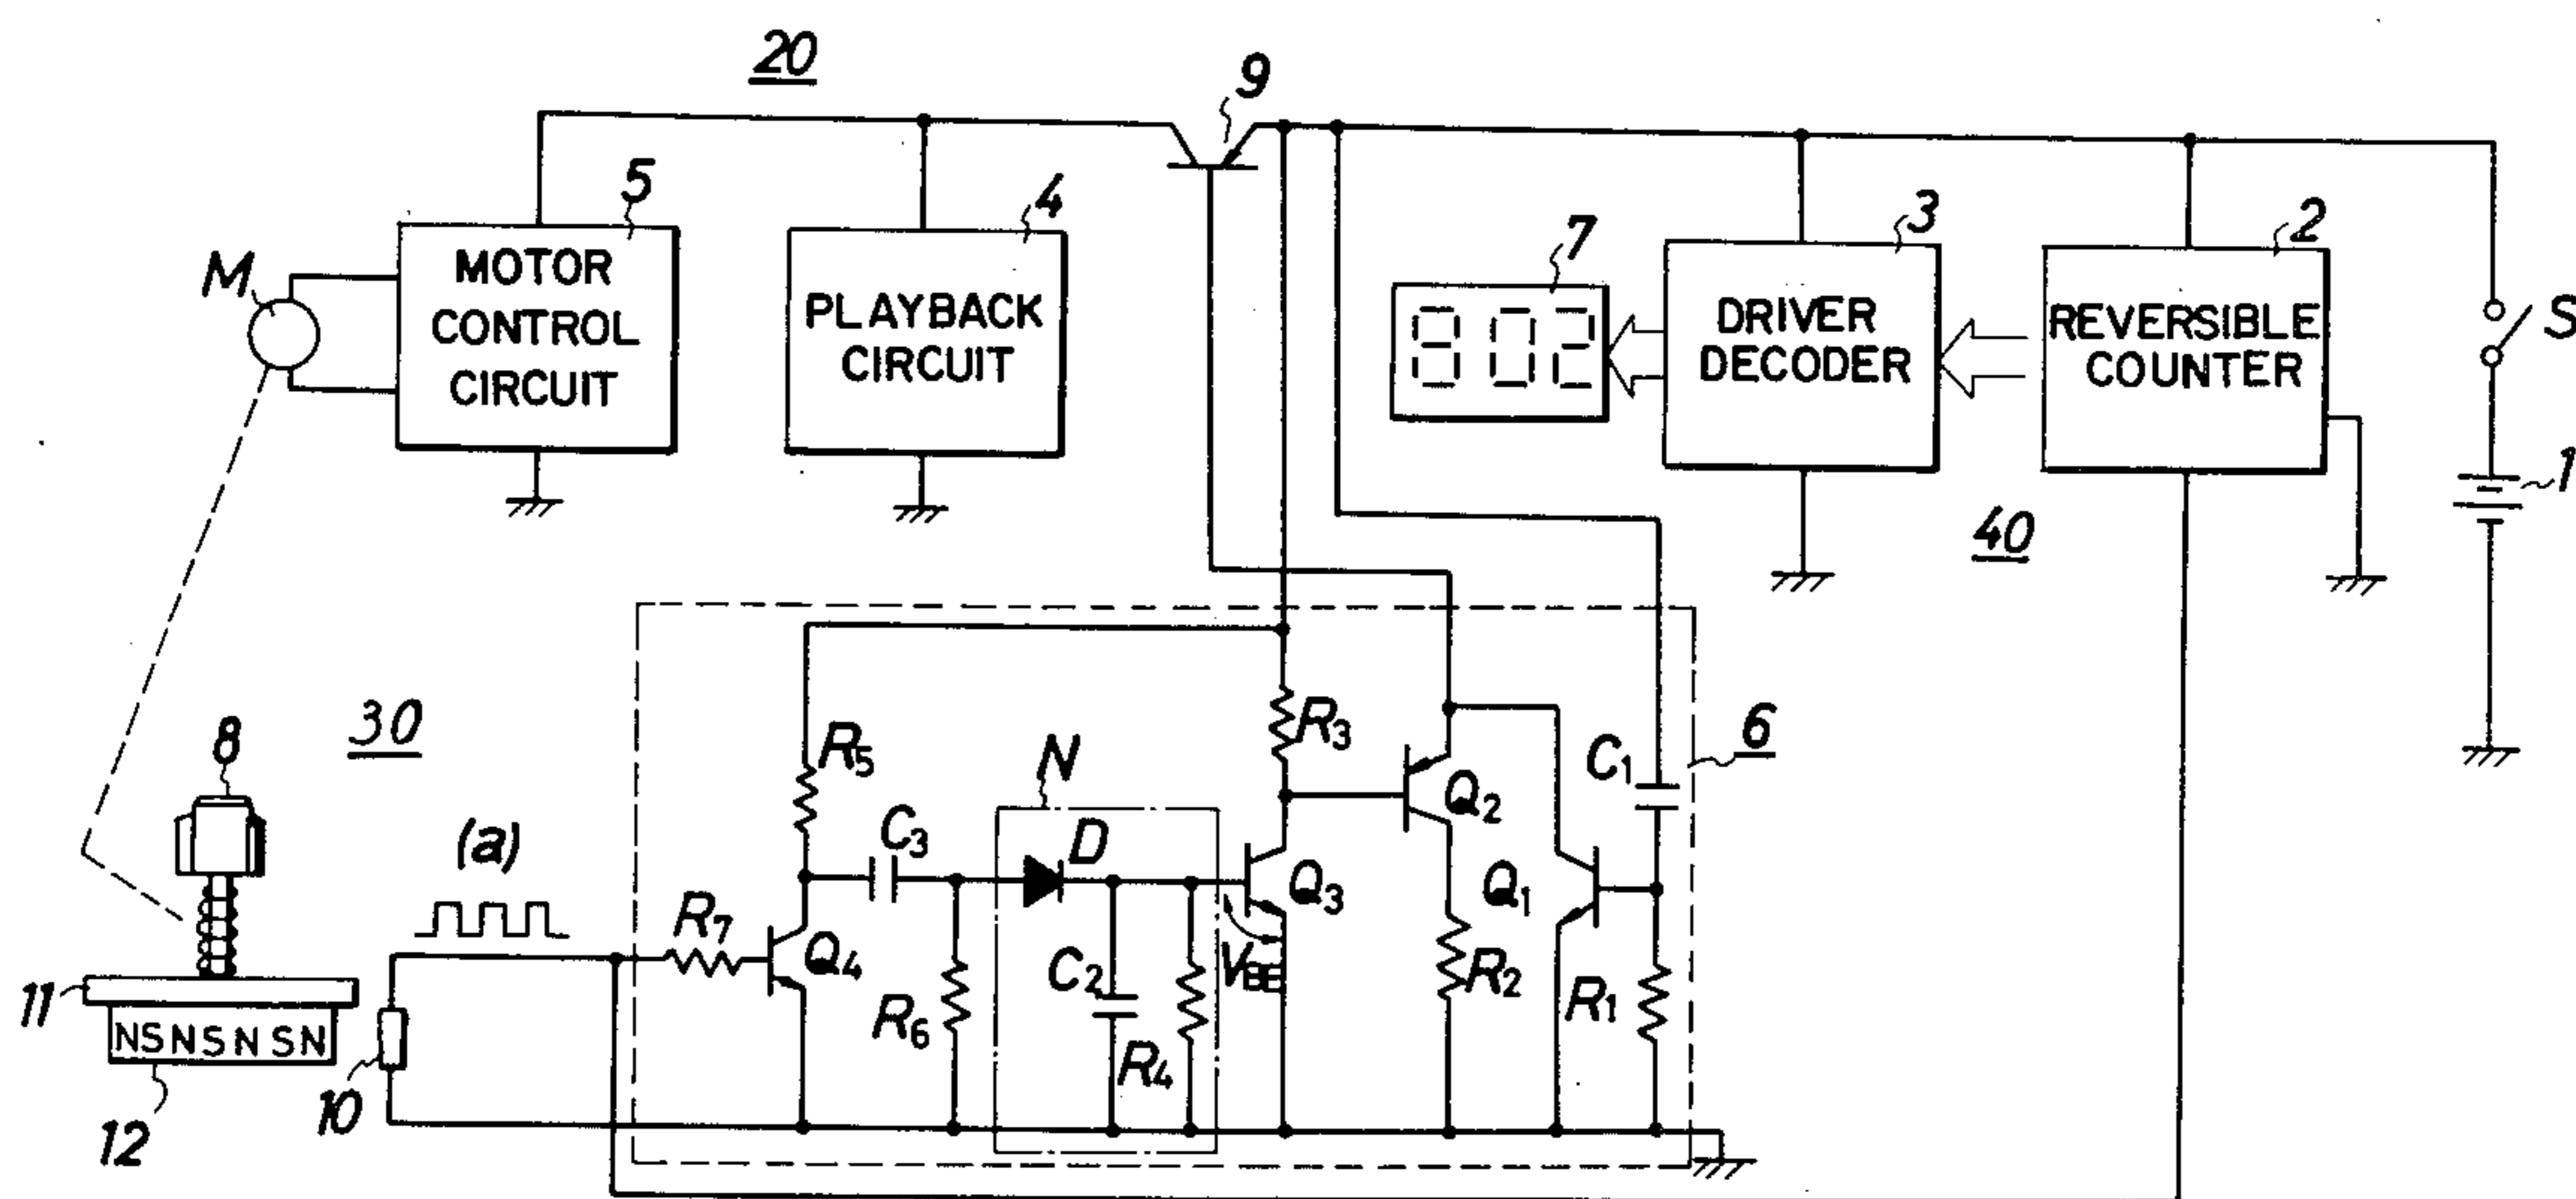 20
9
5
4
7
3
2
M
MOTOR
CONTROL
CIRCUIT
PLAYBACK
CIRCUIT
802
DRIVER
DECODER
REVERSIBLE
COUNTER
S
1
40
30
8
R5
N
R3
6
C1
(a)
C3
D
Q2
R7
Q4
Q3
Q1
11
NSNSNSN
R6
C2
VBE
R2
R1
10
R4
12